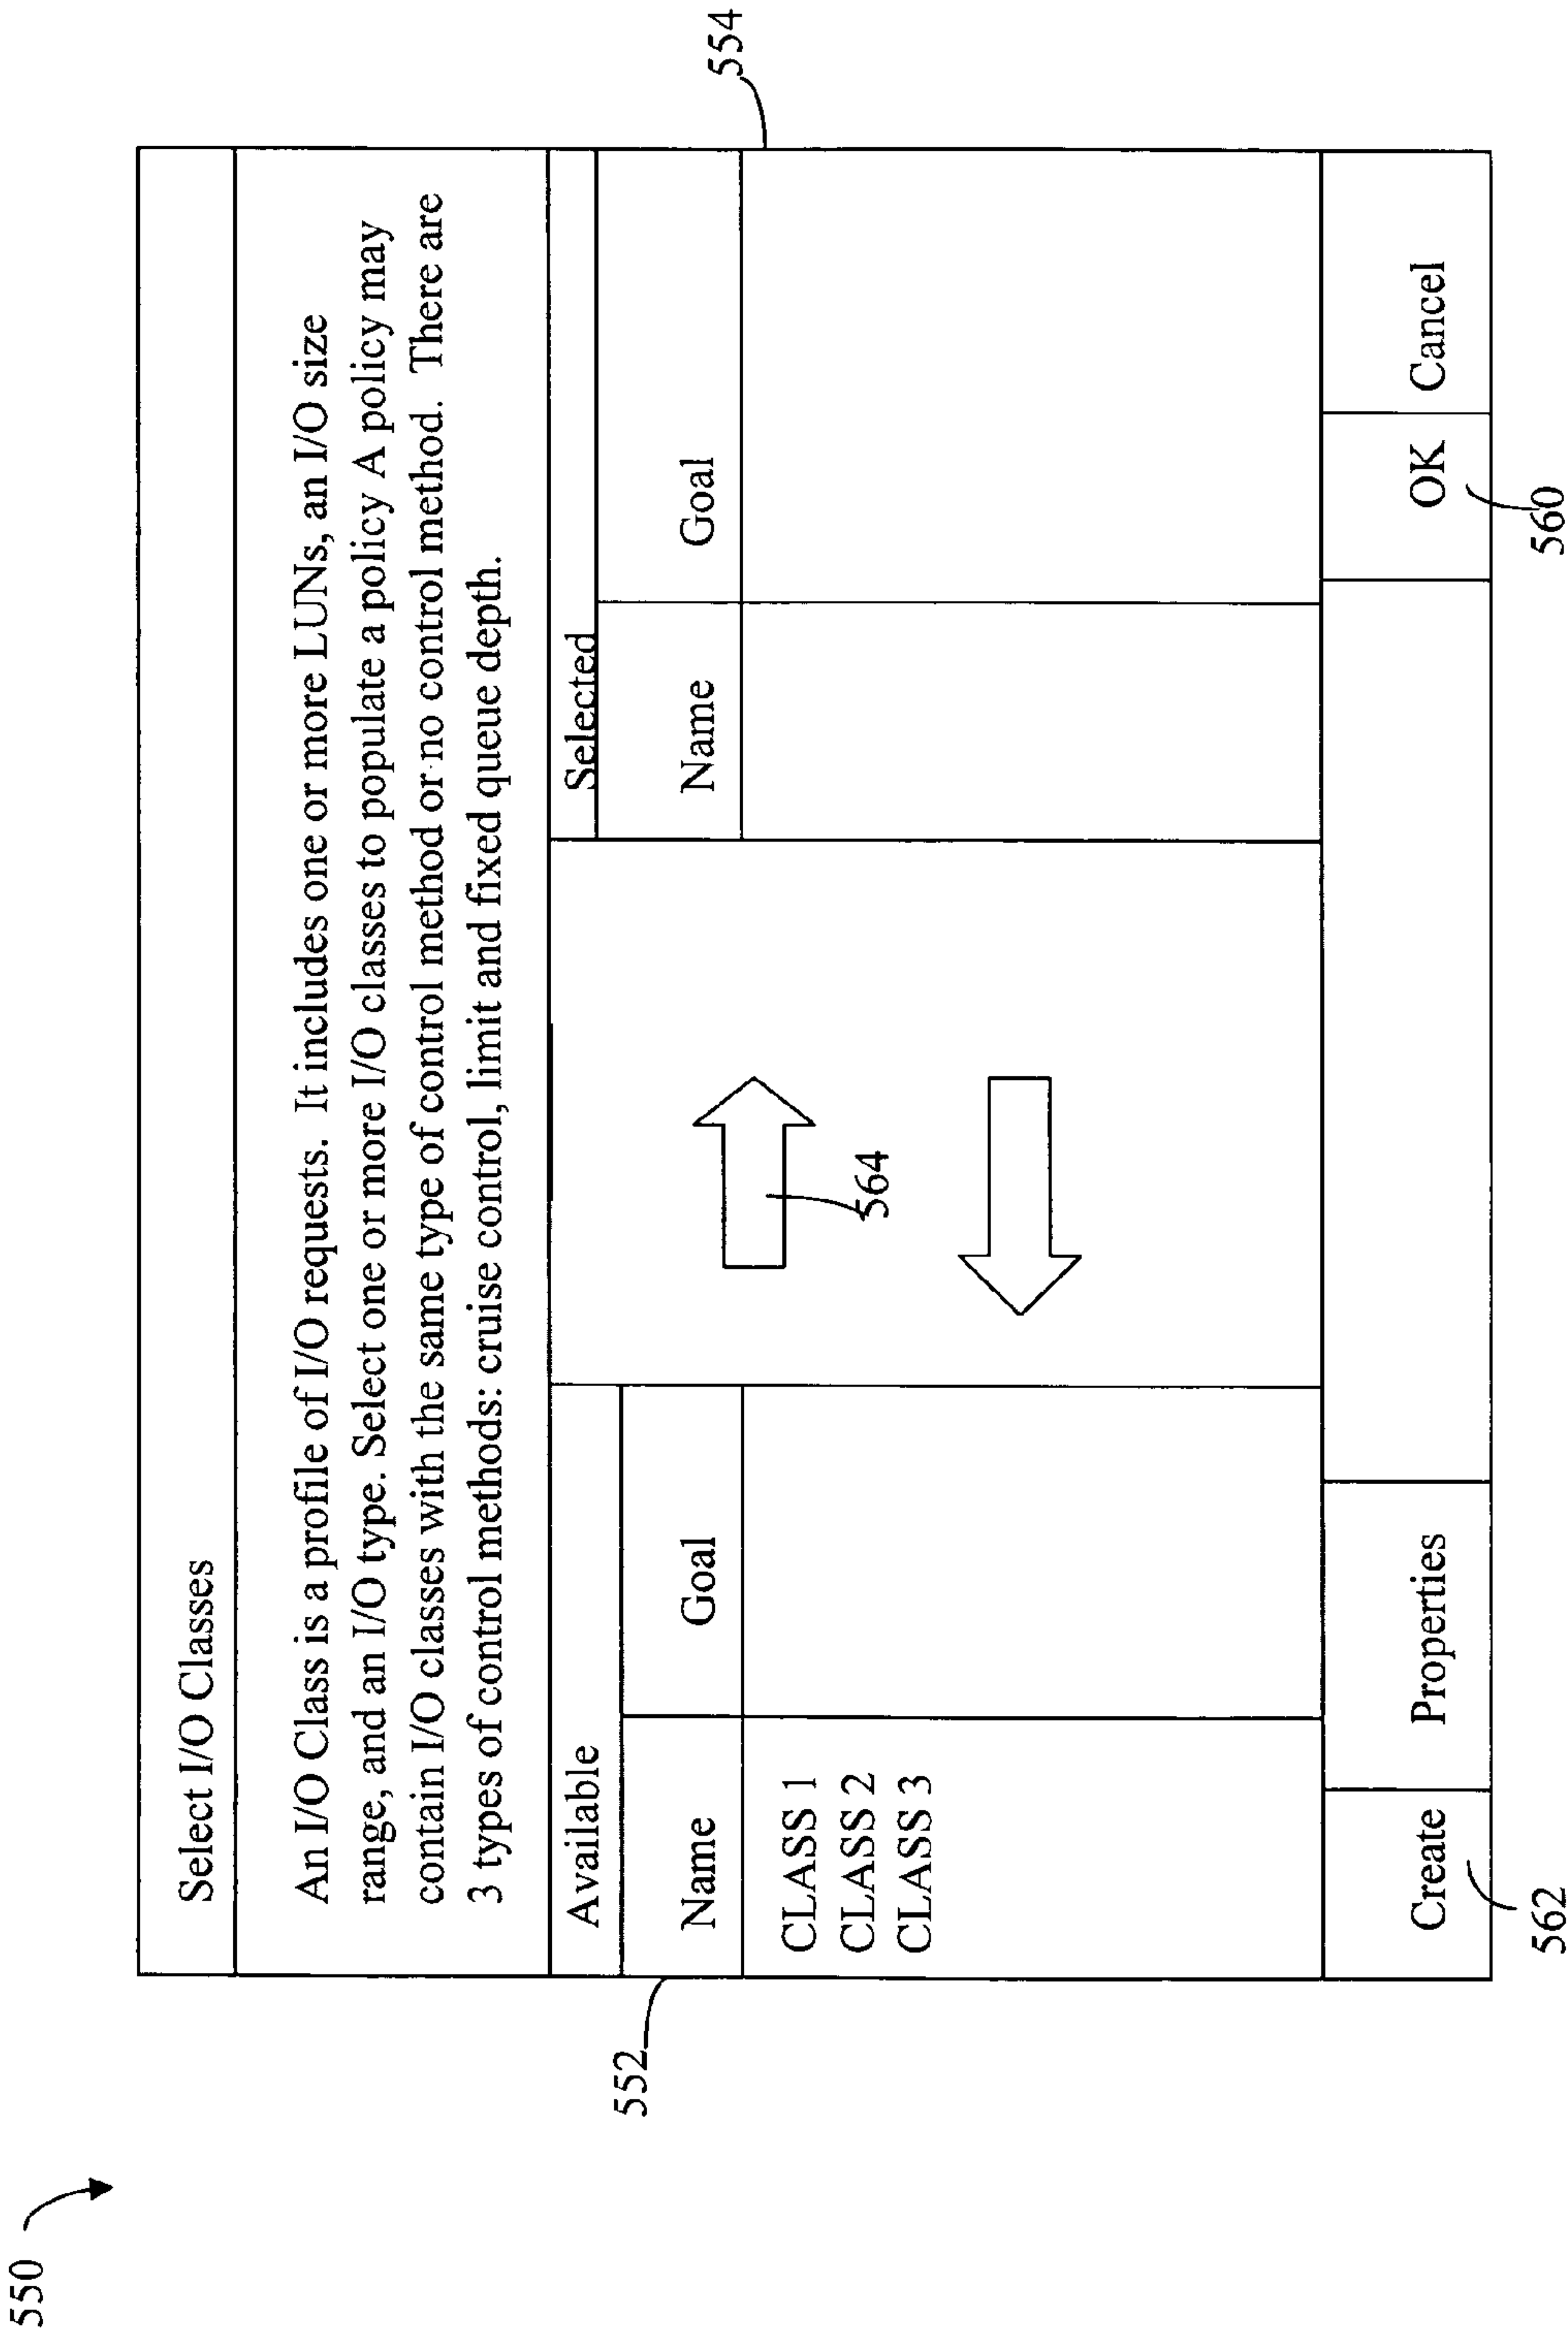 550
Select I/O Classes
An I/O Class is a profile of I/O requests. It includes one or more LUNs, an I/O size
range, and an I/O type. Select one or more I/O classes to populate a policy A policy may
contain I/O classes with the same type of control method or no control method. There are
3 types of control methods: cruise control, limit and fixed queue depth.
Available
Selected
552
Name
Goal
Name
Goal
554
CLASS 1
CLASS 2
CLASS 3
564
Create
Properties
OK
Cancel
562
560